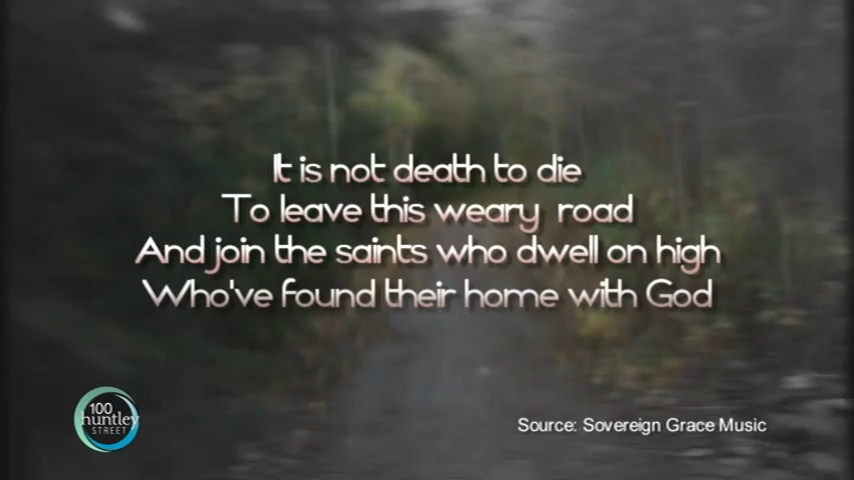 It is not death to die
To leave this weary road
And join the saints who dwell on high
Who've found their home with God
100
huntley
STREET
Source: Sovereign Grace Music